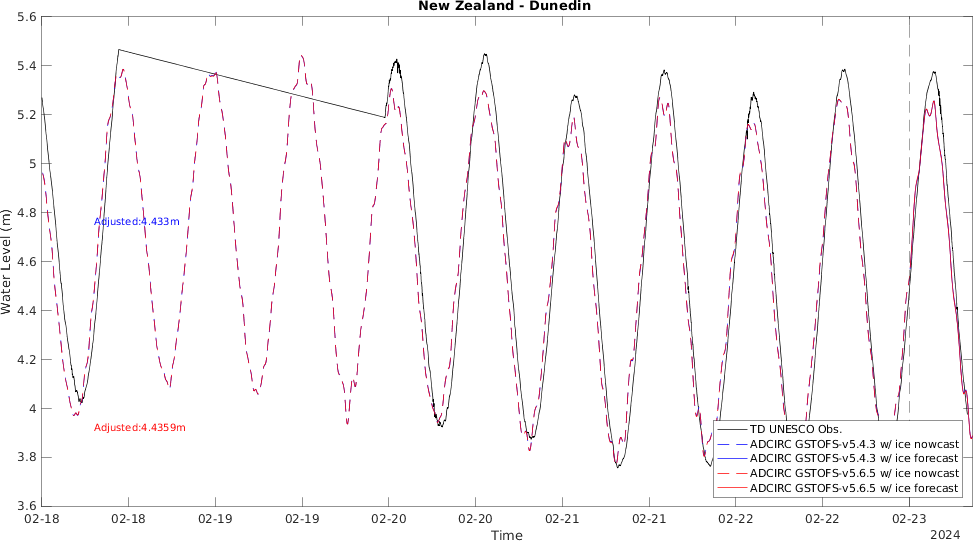 New Zealand - Dunedin
5.6
5.4
5.2
5
4.8
4.6
4.4
4.2
4
3.8
3.6
Water Level (m)
Adjusted:4.433m
Adjusted:4.4359m
TD UNESCO Obs.
ADCIRC GSTOFS-v5.4.3 w/ ice nowcast
ADCIRC GSTOFS-v5.4.3 w/ ice forecast
ADCIRC GSTOFS-v5.6.5 w/ ice nowcast
ADCIRC GSTOFS-v5.6.5 w/ ice forecast
02-18 02-18 02-19 02-19 02-20 02-20 02-21 02-21 02-22 02-22 02-23
Time
2024